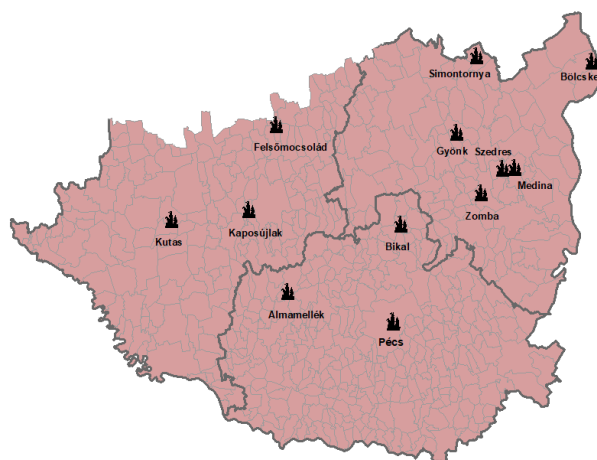 Simontornya
Bölcske
Felsőmocsolád
Gyönk
Szedres
Medina
Zomba
Kutas
Kaposújlak
Bikal
Almamellék
Pécs